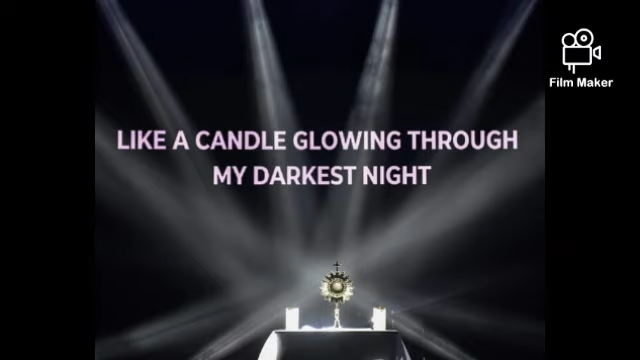 LIKE A CANDLE GLOWING THROUGH
MY DARKEST NIGHT
Film Maker